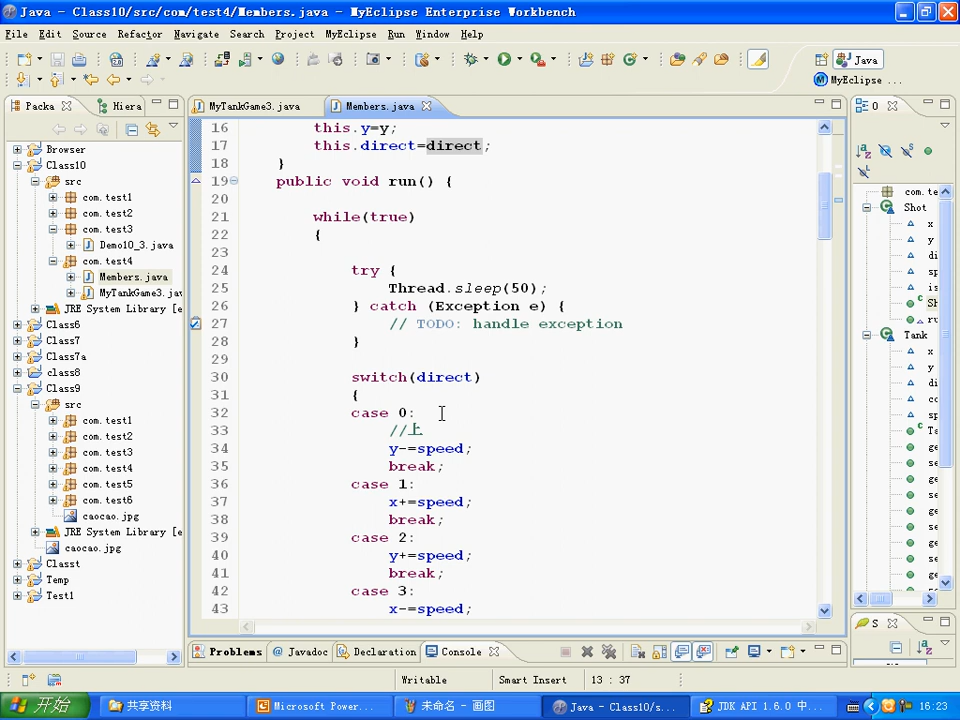 Java - Class10/src/com/test4/Members.java - MyEclipse Enterprise Workbench
File Edit Source Refactor Navigate Search Project MyEclipse Run Window Help
Java
MyEclipse ...
Packa
Hiera
MyTankGame3.java
Members.java
O
Browser
Class10
src
com.test1
com.test2
com.test3
Demo10_3.java
com.test4
Members.java
MyTankGame3.jav
JRE System Library [e
Class6
Class7
Class7a
class8
Class9
src
com.test1
com.test2
com.test3
com.test4
com.test5
com.test6
caocao.jpg
JRE System Library [e
caocao.jpg
Classt
Temp
Test1
16 this.y=y;
17 this.direct=direct;
18 }
19 public void run() {
20
21 while(true)
22 {
23
24 try {
25 Thread.sleep(50);
26 } catch (Exception e) {
27 // TODO: handle exception
28 }
29
30 switch(direct)
31 {
32 case 0:
33 //上
34 y-=speed;
35 break;
36 case 1:
37 x+=speed;
38 break;
39 case 2:
40 y+=speed;
41 break;
42 case 3:
43 x-=speed;
com.te
Shot
x
y
di
sp
is
Sh
ru
Tank
x
y
di
co
sp
Te
ge
se
ge
se
ge
se
ge
se
ge
S
Problems
Javadoc
Declaration
Console
Writable
Smart Insert
13 : 37
开始
共享资料
Microsoft Power...
未命名 - 画图
Java - Class10/s...
JDK API 1.6.0 中...
16:23